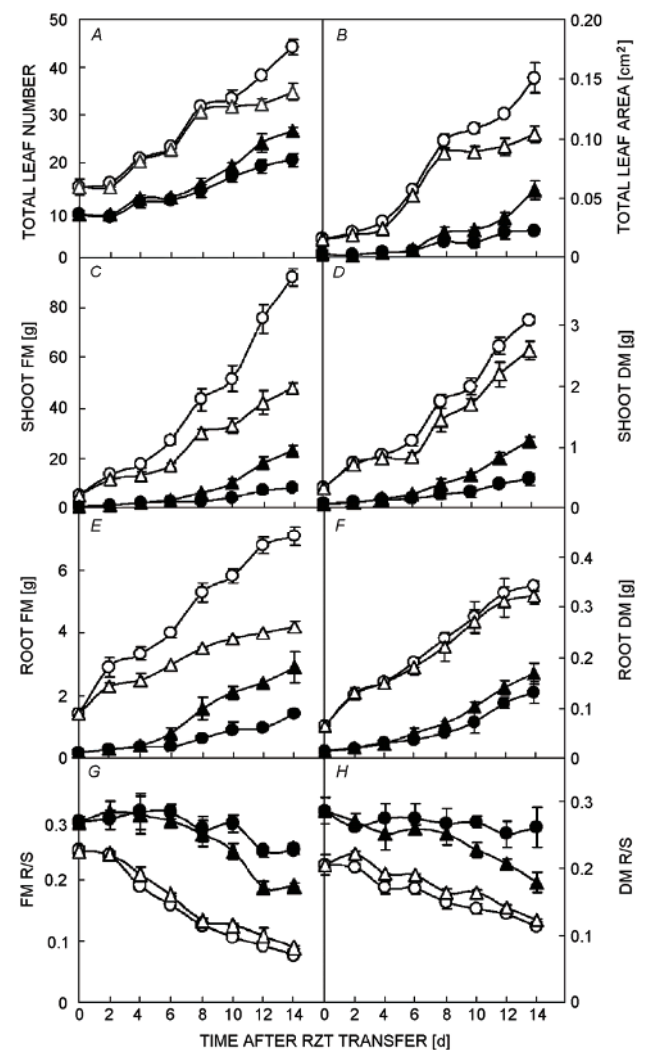 A
B
TOTAL LEAF NUMBER
50
40
30
20
10
0
TOTAL LEAF AREA [cm²]
0.20
0.15
0.10
0.05
0
C
D
SHOOT FM [g]
80
60
40
20
0
SHOOT DM [g]
3
2
1
0
E
F
ROOT FM [g]
6
4
2
0
ROOT DM [g]
0.4
0.3
0.2
0.1
0
G
H
FM R/S
0.3
0.2
0.1
0
DM R/S
0.3
0.2
0.1
0
0 2 4 6 8 10 12 14
0 2 4 6 8 10 12 14
TIME AFTER RZT TRANSFER [d]